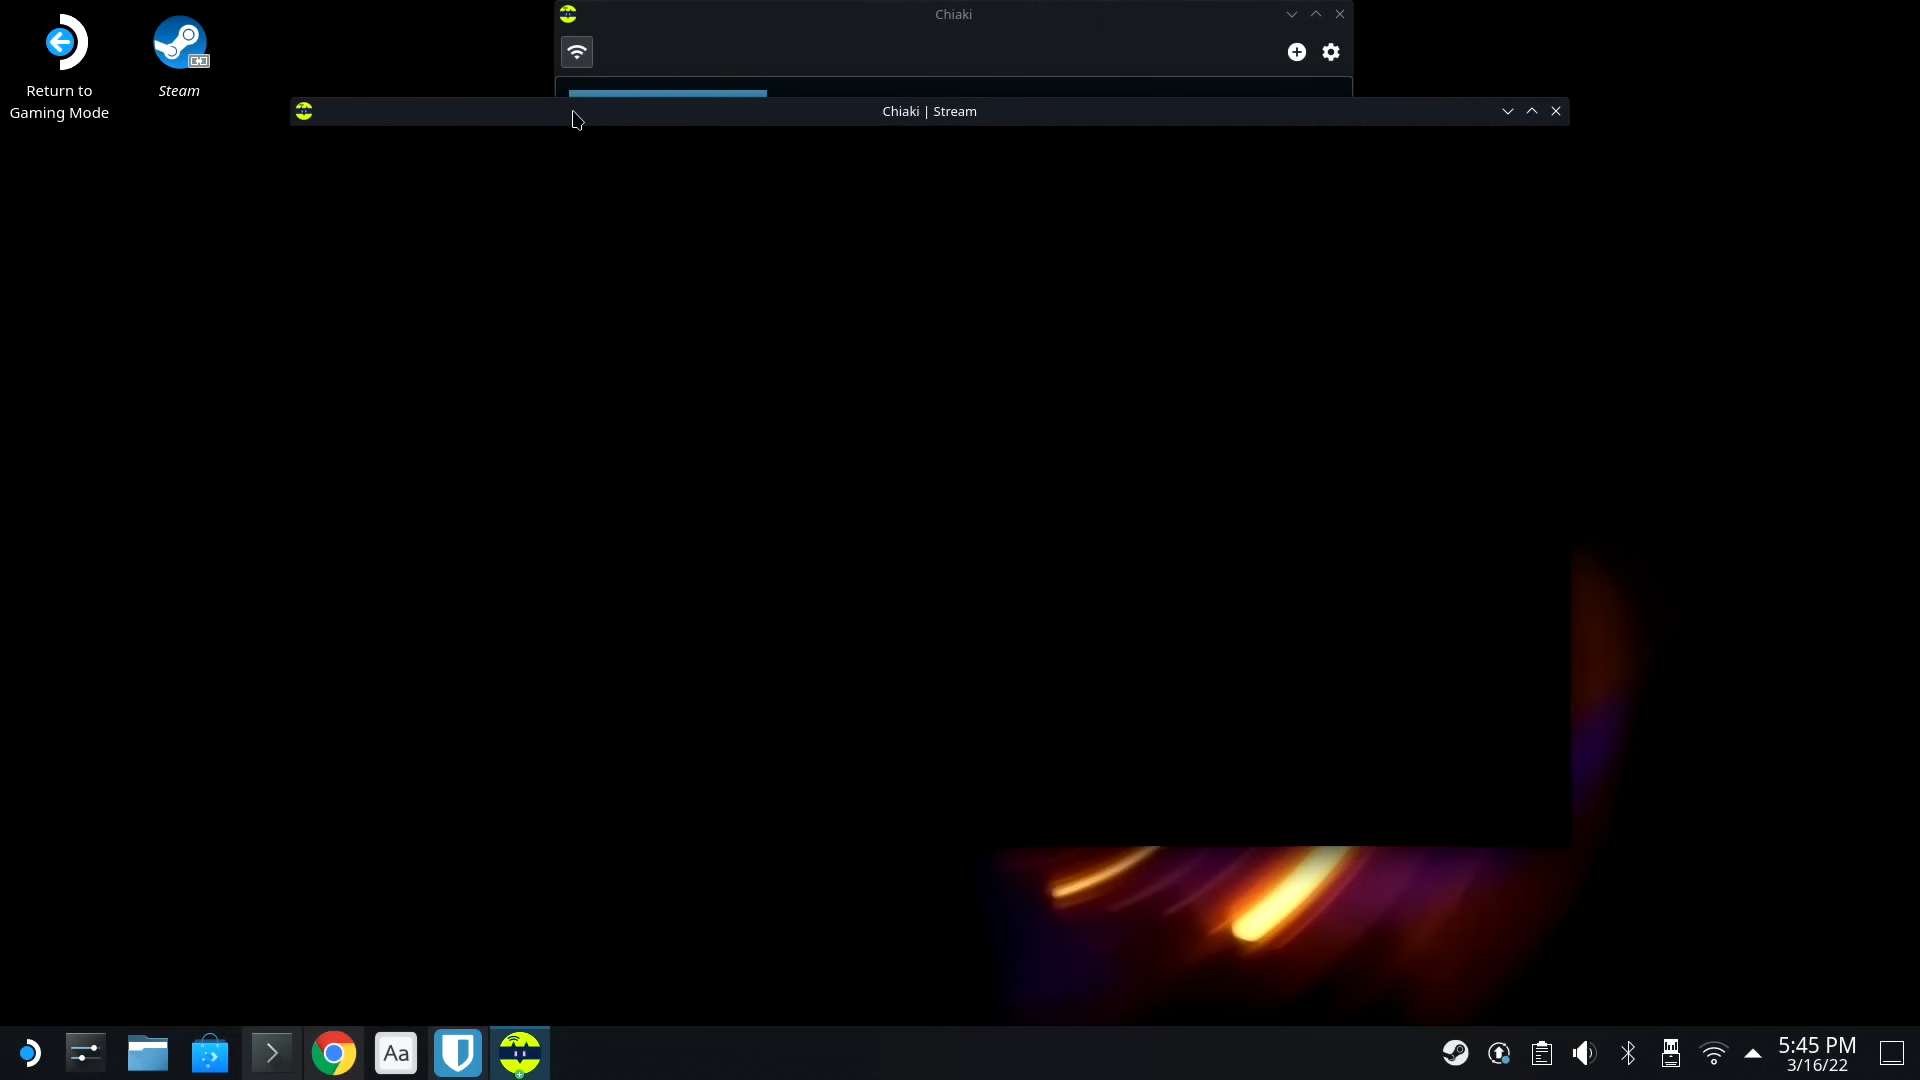 Chiaki
Return to
Gaming Mode
Steam
Chiaki | Stream
Aa
5:45 PM
3/16/22